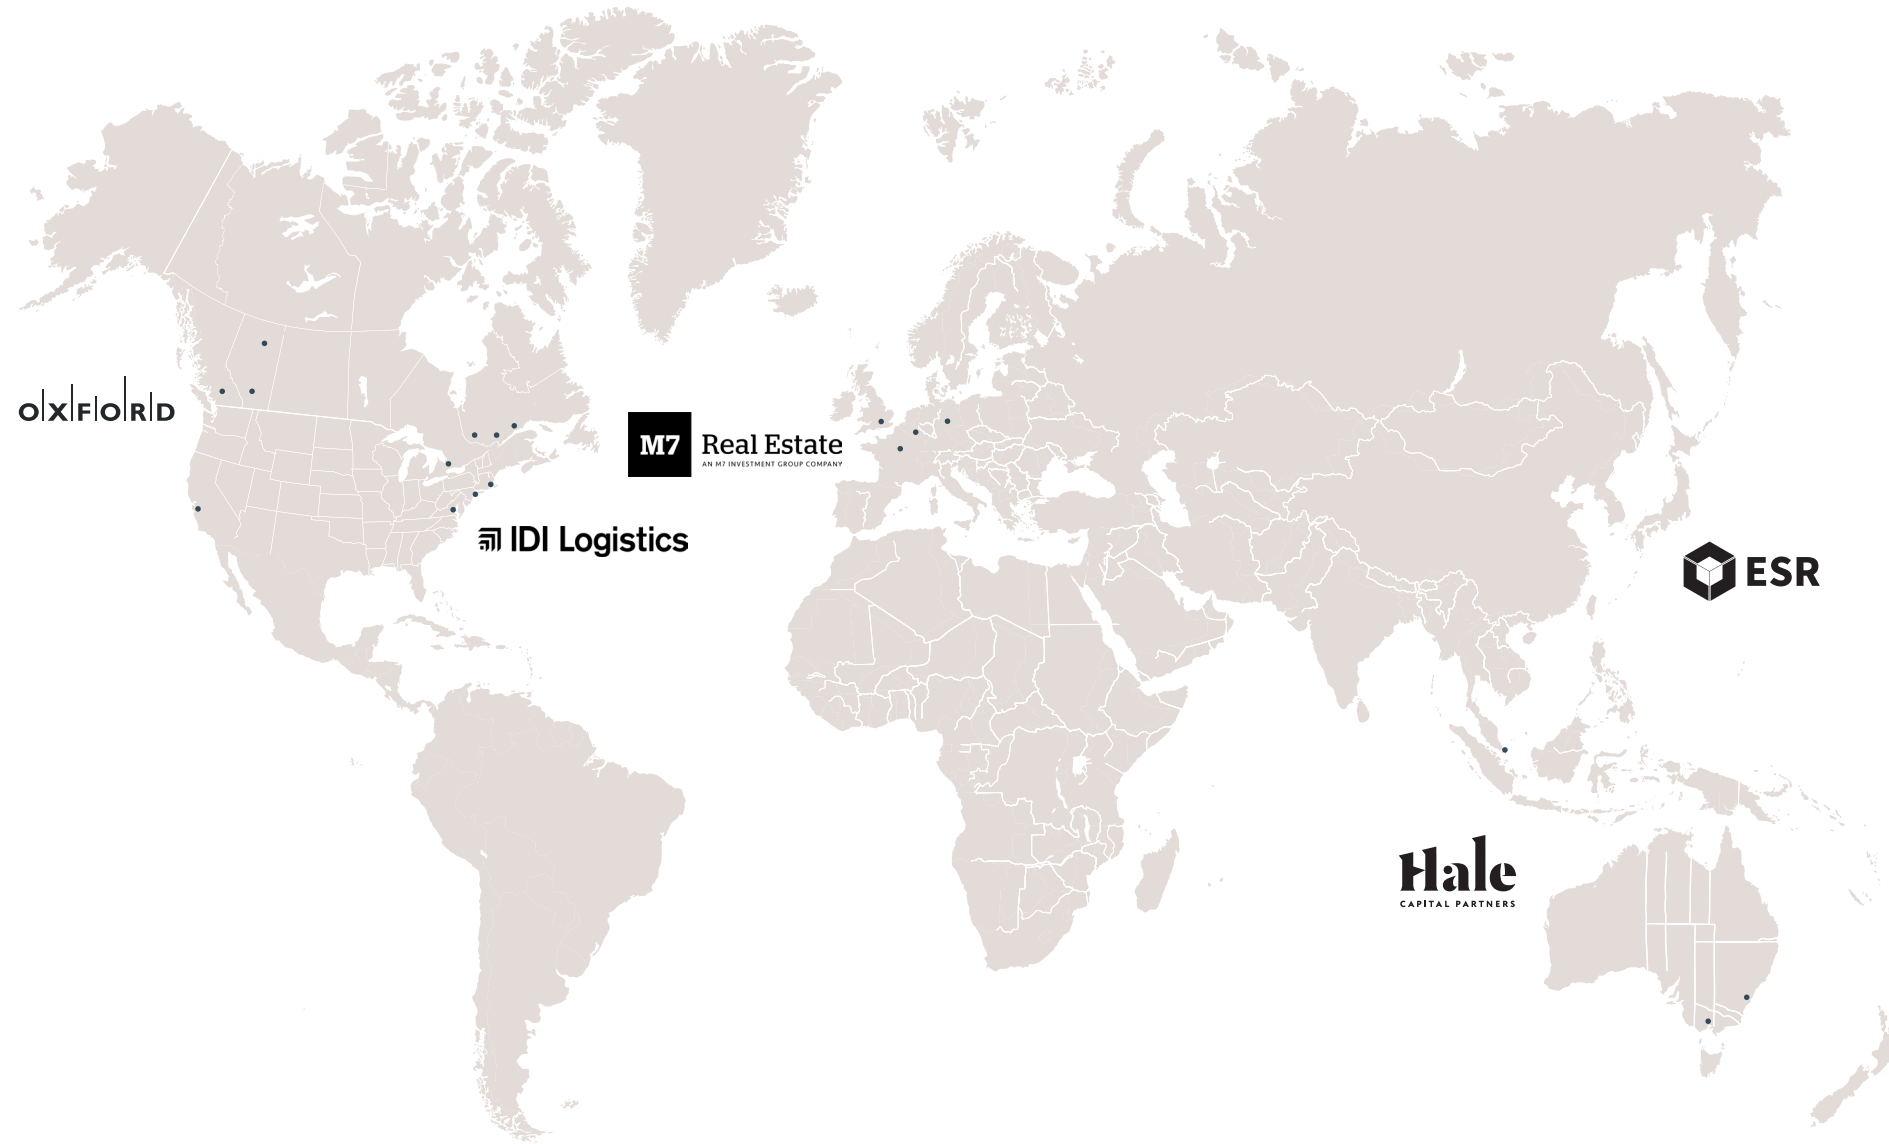 OXFORD
M7
Real Estate
AN M7 INVESTMENT GROUP COMPANY
IDI Logistics
ESR
Hale
CAPITAL PARTNERS